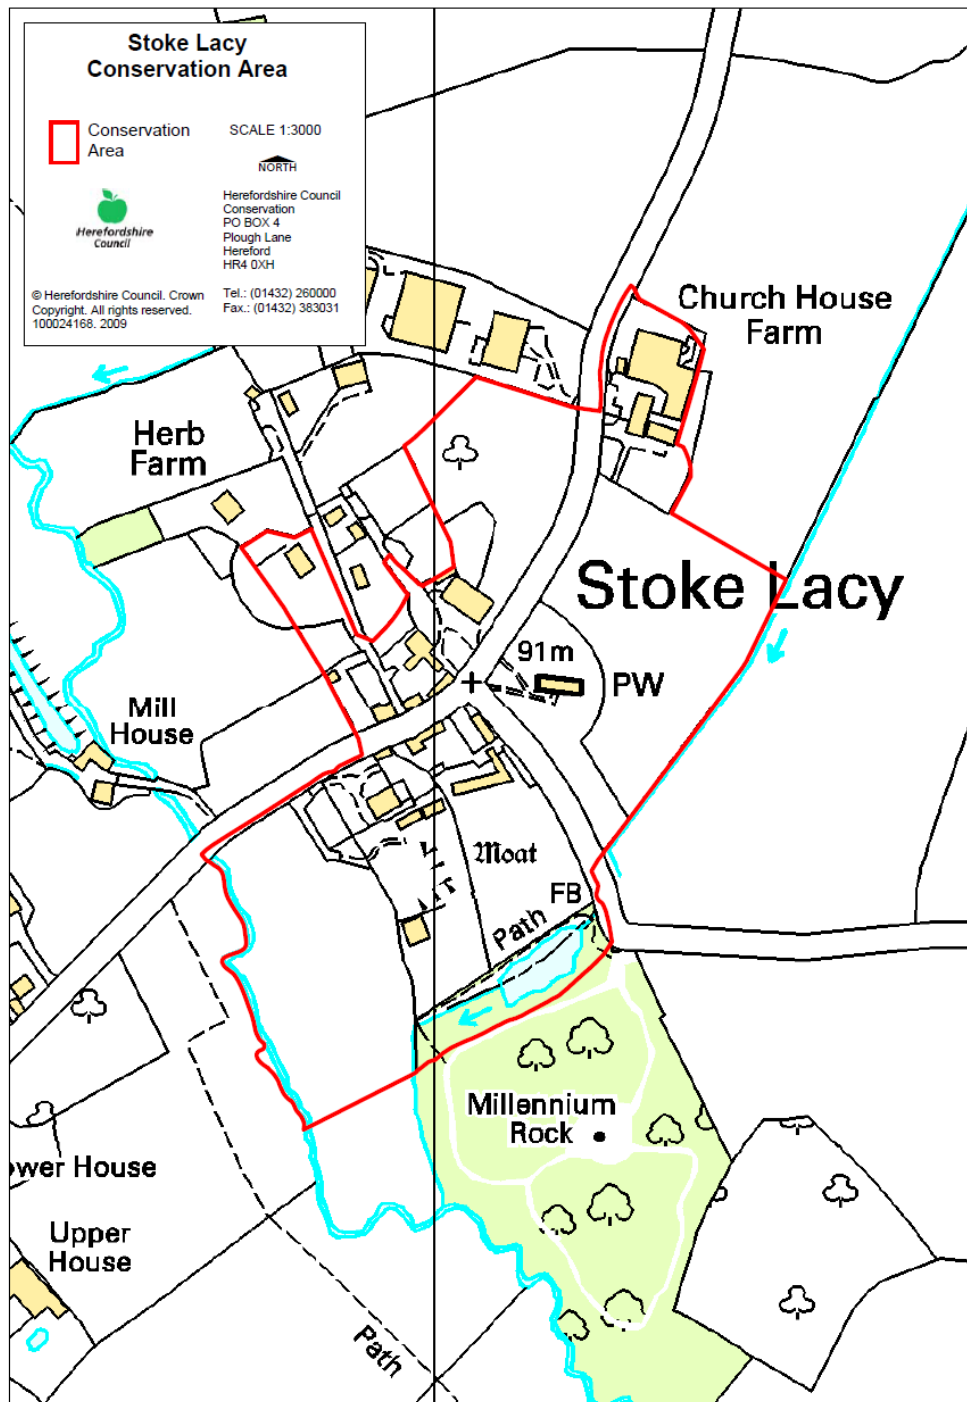 Stoke Lacy
Conservation Area
Conservation
Area
SCALE 1:3000
NORTH
Herefordshire
Council
Herefordshire Council
Conservation
PO BOX 4
Plough Lane
Hereford
HR4 0XH
Tel.: (01432) 260000
Fax.: (01432) 383031
© Herefordshire Council. Crown
Copyright. All rights reserved.
100024168. 2009
Church House
Farm
Herb
Farm
Stoke Lacy
91m
PW
Mill
House
Moat
FB
Path
Millennium
Rock
ower House
Upper
House
Path